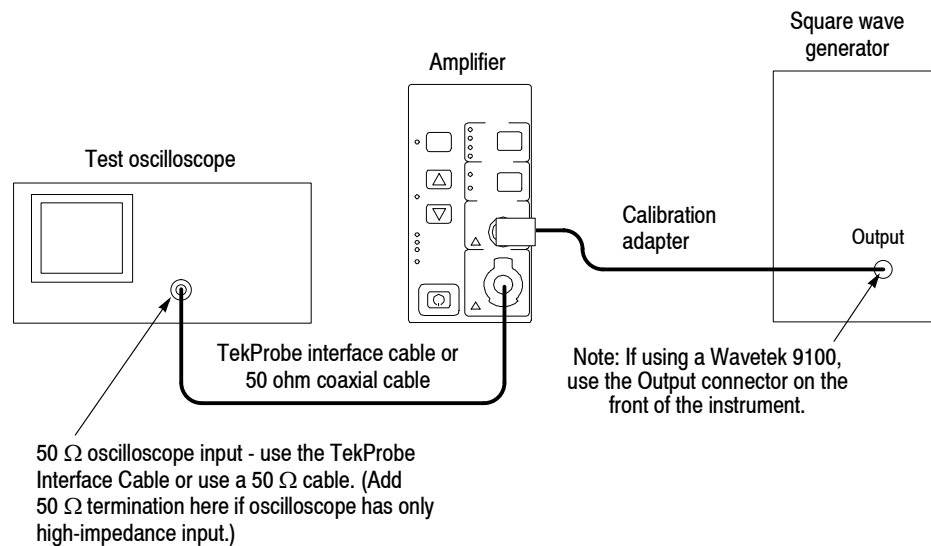 Square wave
generator
Amplifier
Test oscilloscope
Calibration
adapter
Output
TekProbe interface cable or
50 ohm coaxial cable
Note: If using a Wavetek 9100,
use the Output connector on the
front of the instrument.
50 Ω oscilloscope input - use the TekProbe
Interface Cable or use a 50 Ω cable. (Add
50 Ω termination here if oscilloscope has only
high-impedance input.)